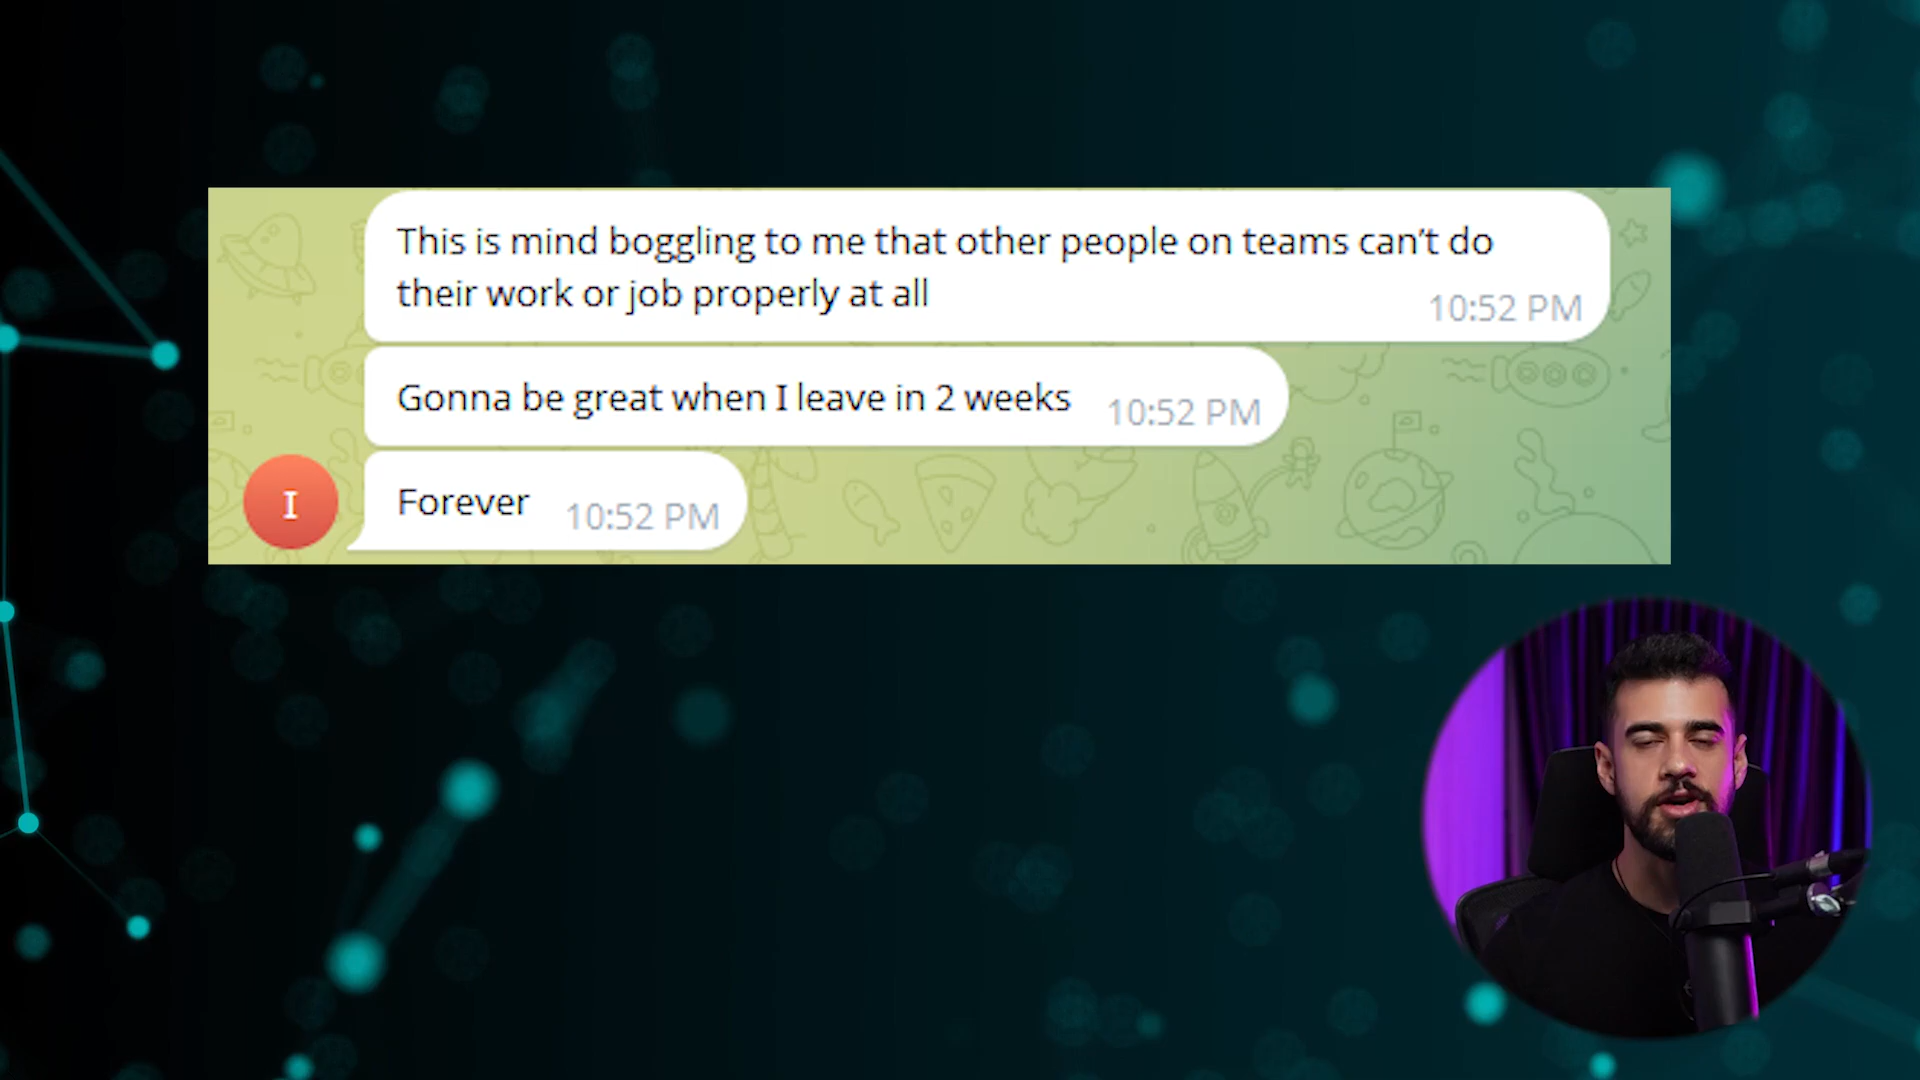 This is mind boggling to me that other people on teams can't do
their work or job properly at all
10:52 PM
Gonna be great when I leave in 2 weeks 10:52 PM
I
Forever 10:52 PM